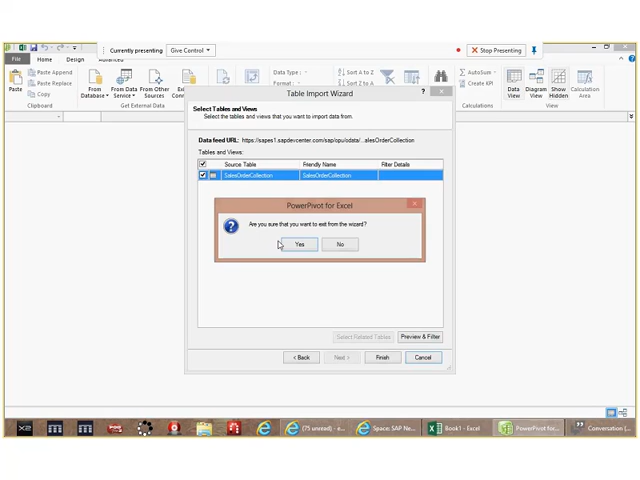 Currently presenting Give Control Stop Presenting
File Home Design Advanced
Paste Paste Append
Paste Replace
Copy
Clipboard
From Database From Data Service From Other Sources
Get External Data
Data Type :
Format :
Sort A to Z
AutoSum
Create KPI
Calculations
Data View Diagram View Show Hidden Calculation Area
View
Table Import Wizard
Select Tables and Views
Select the tables and views that you want to import data from.
Data feed URL: https://sapes1.sapdevcenter.com/sap/opu/odata/...alesOrderCollection
Tables and Views:
Source Table Friendly Name Filter Details
SalesOrderCollection SalesOrderCollection
PowerPivot for Excel
Are you sure that you want to exit from the wizard?
Yes No
Select Related Tables Preview & Filter
< Back Next > Finish Cancel
(75 unread) - e... Space: SAP Ne... Book1 - Excel PowerPivot for... Conversation (...